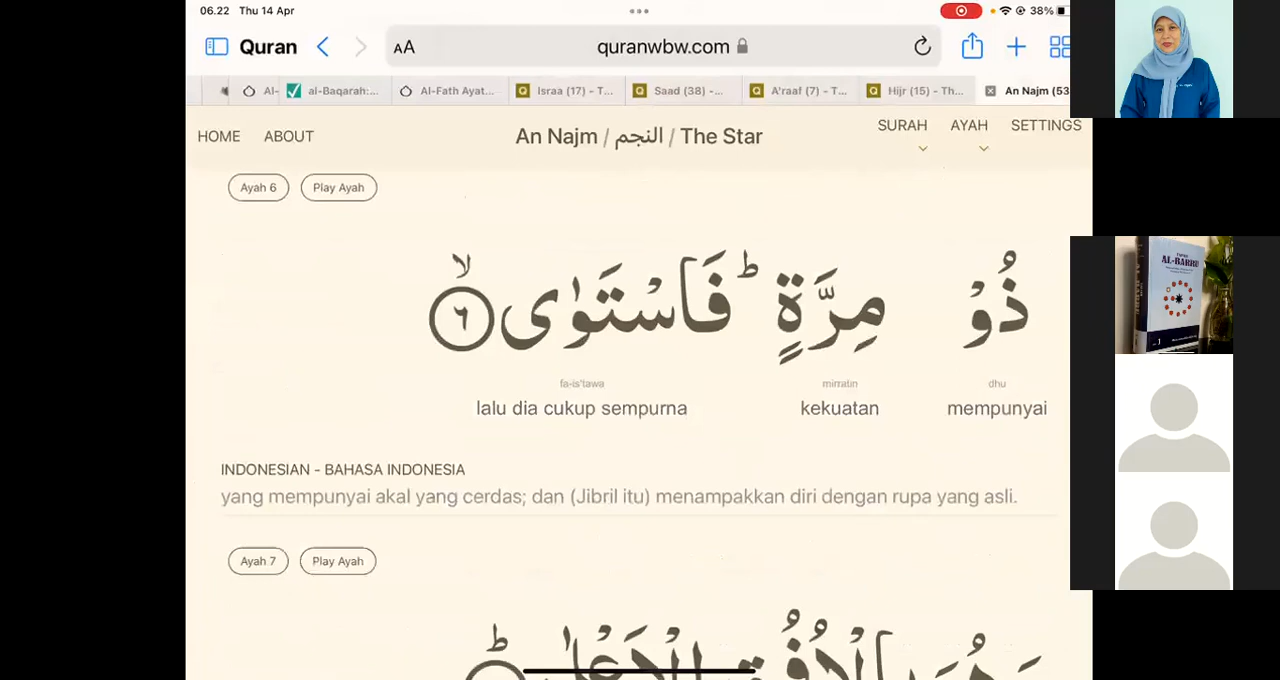 06.22 Thu 14 Apr
38%
Quran
AA
quranwbw.com
Al-
al-Baqarah:...
Al-Fath Ayat...
Israa (17) - T...
Saad (38) -...
A'raaf (7) - T...
Hijr (15) - Th...
An Najm (53
HOME ABOUT
An Najm / النجم / The Star
SURAH AYAH SETTINGS
Ayah 6 Play Ayah
ذُوْ مِرَّةٍ ؕ فَاسْتَوٰى ۙ ٦
fa-is'tawa mirratin dhu
lalu dia cukup sempurna kekuatan mempunyai
INDONESIAN - BAHASA INDONESIA
yang mempunyai akal yang cerdas; dan (Jibril itu) menampakkan diri dengan rupa yang asli.
Ayah 7 Play Ayah
AL-BARRU